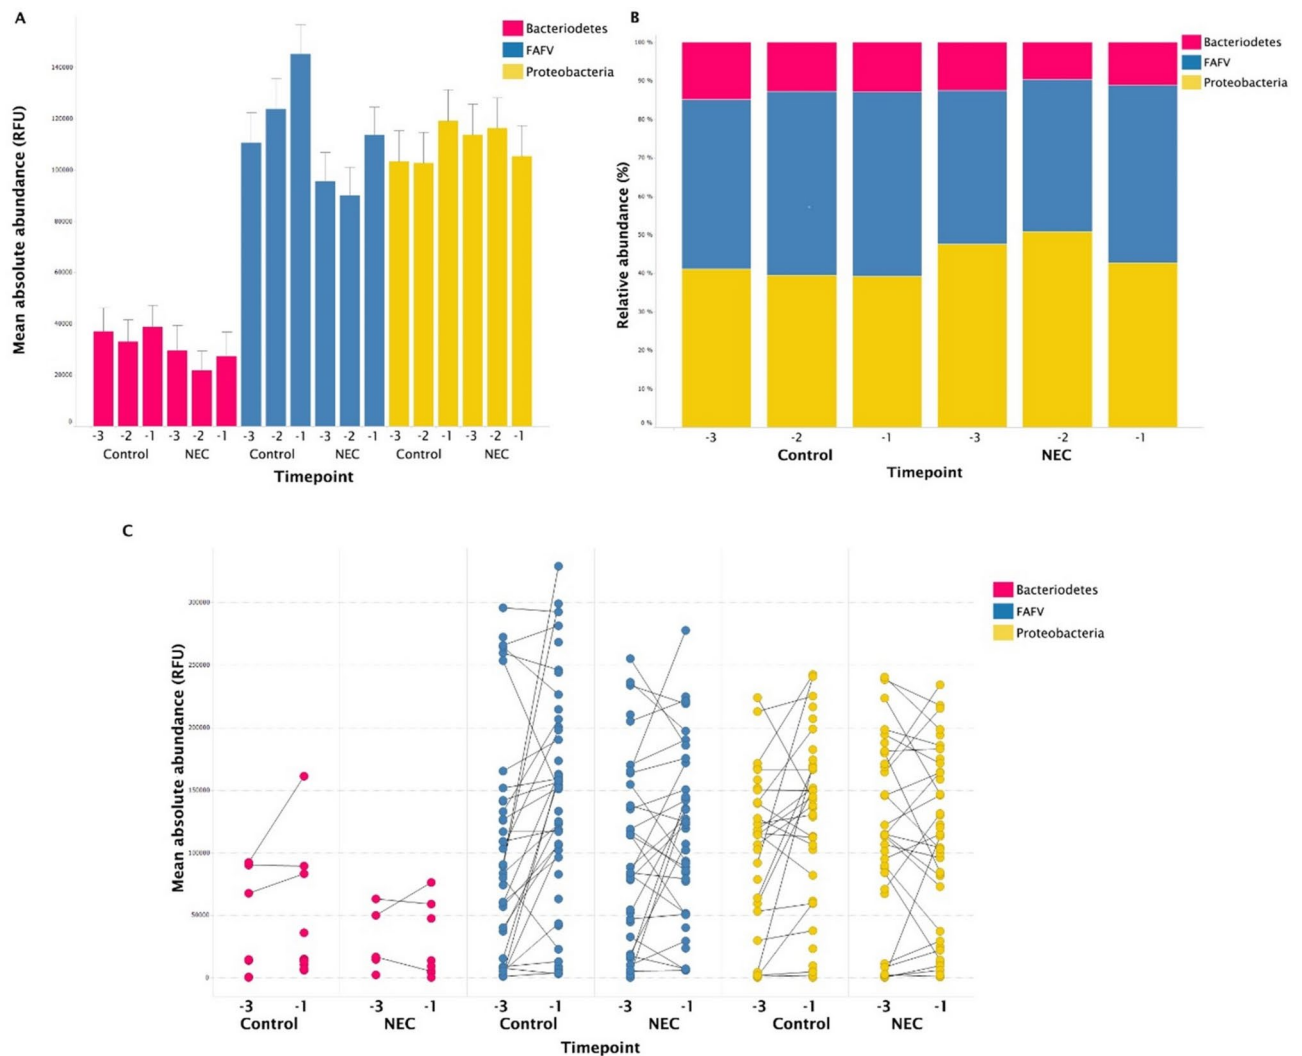 A
Bacteriodetes
FAFV
Proteobacteria
Mean absolute abundance (RFU)
140000
120000
100000
80000
60000
40000
20000
0
-3 -2 -1 -3 -2 -1 -3 -2 -1 -3 -2 -1 -3 -2 -1 -3 -2 -1
Control NEC Control NEC Control NEC
Timepoint
B
Bacteriodetes
FAFV
Proteobacteria
Relative abundance (%)
100 %
90 %
80 %
70 %
60 %
50 %
40 %
30 %
20 %
10 %
0 %
-3 -2 -1 -3 -2 -1
Control NEC
Timepoint
C
Bacteriodetes
FAFV
Proteobacteria
Mean absolute abundance (RFU)
300000
250000
200000
150000
100000
50000
0
-3 -1 -3 -1 -3 -1 -3 -1 -3 -1 -3 -1
Control NEC Control NEC Control NEC
Timepoint